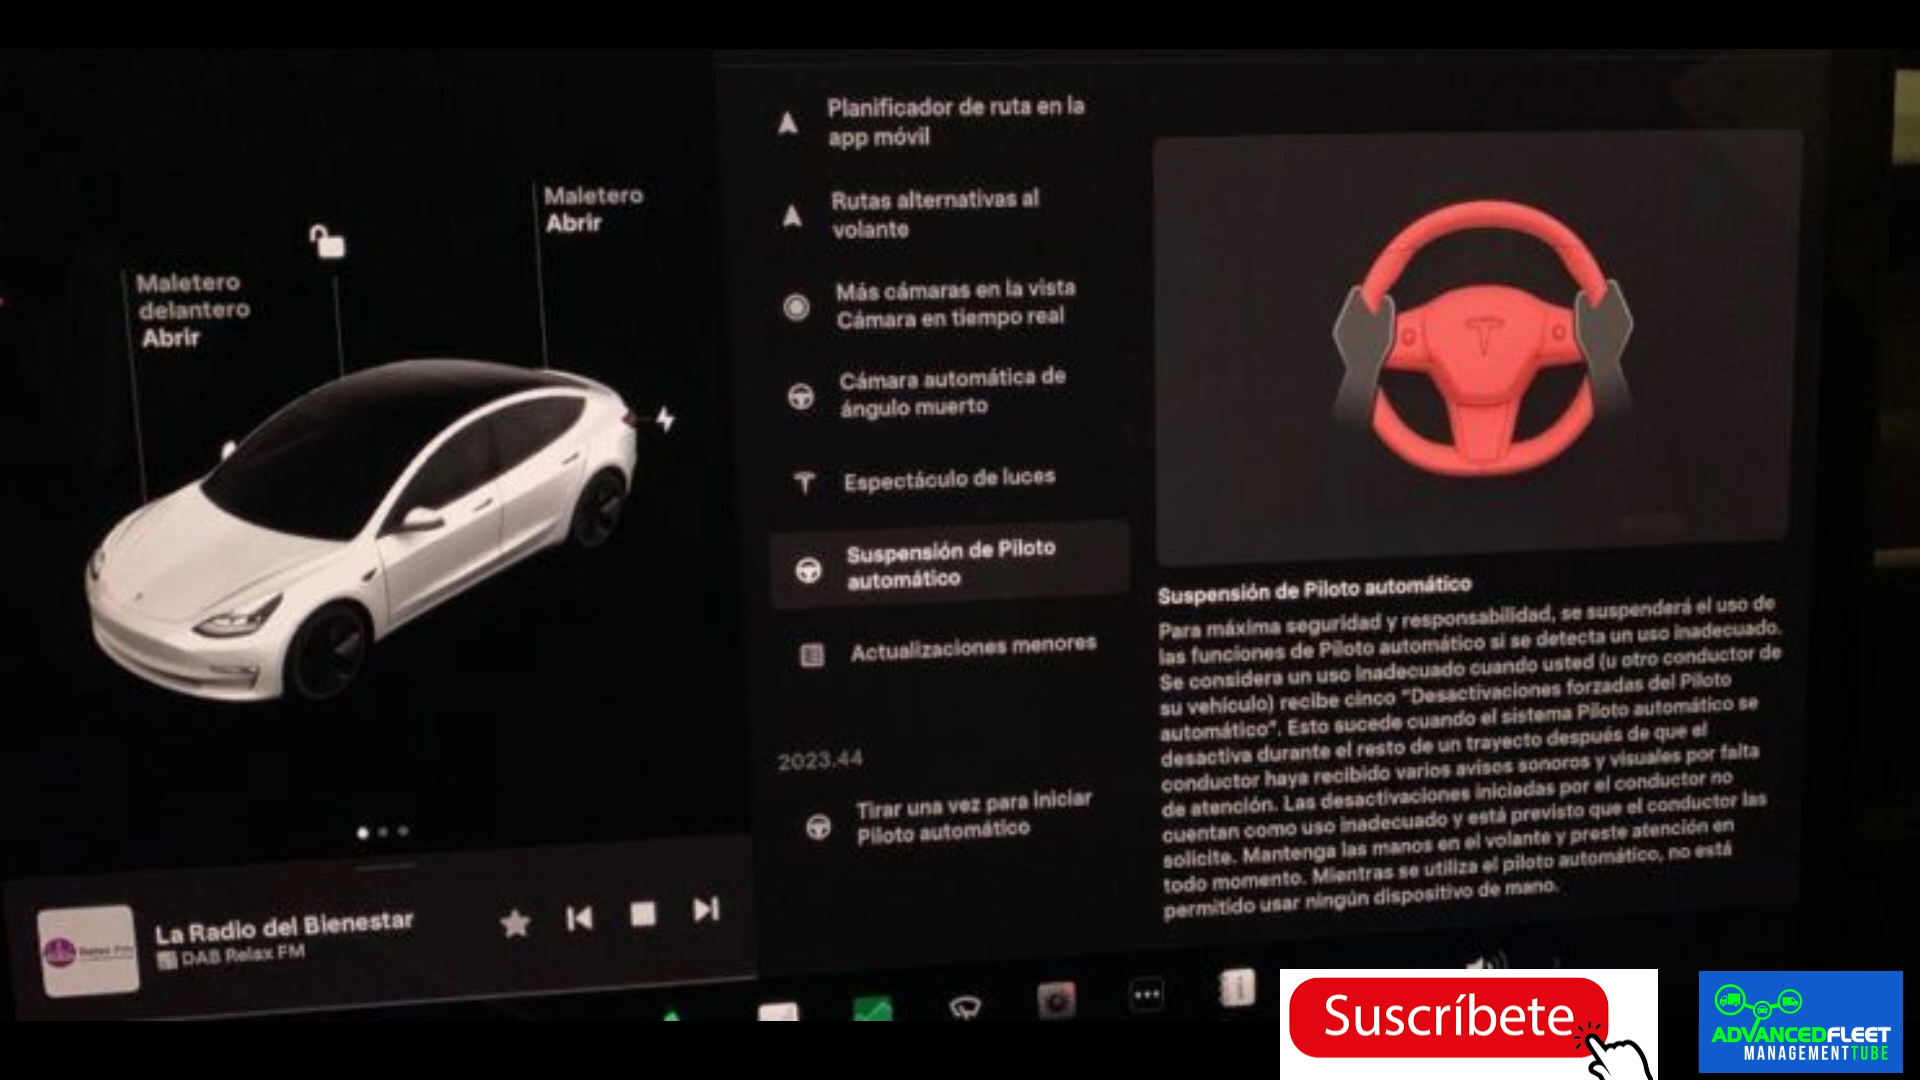 Maletero
Abrir
Maletero
delantero
Abrir
La Radio del Bienestar
DAB Relax FM
Planificador de ruta en la
app móvil
Rutas alternativas al
volante
Más cámaras en la vista
Cámara en tiempo real
Cámara automática de
ángulo muerto
Espectáculo de luces
Suspensión de Piloto
automático
Actualizaciones menores
2023.44
Tirar una vez para iniciar
Piloto automático
Suspensión de Piloto automático
Para máxima seguridad y responsabilidad, se suspenderá el uso de
las funciones de Piloto automático si se detecta un uso inadecuado.
Se considera un uso inadecuado cuando usted (u otro conductor de
su vehículo) recibe cinco "Desactivaciones forzadas del Piloto
automático". Esto sucede cuando el sistema Piloto automático se
desactiva durante el resto de un trayecto después de que el
conductor haya recibido varios avisos sonoros y visuales por falta
de atención. Las desactivaciones iniciadas por el conductor no
cuentan como uso inadecuado y está previsto que el conductor las
solicite. Mantenga las manos en el volante y preste atención en
todo momento. Mientras se utiliza el piloto automático, no está
permitido usar ningún dispositivo de mano.
Suscríbete
ADVANCEDFLEET
MANAGEMENTTUBE